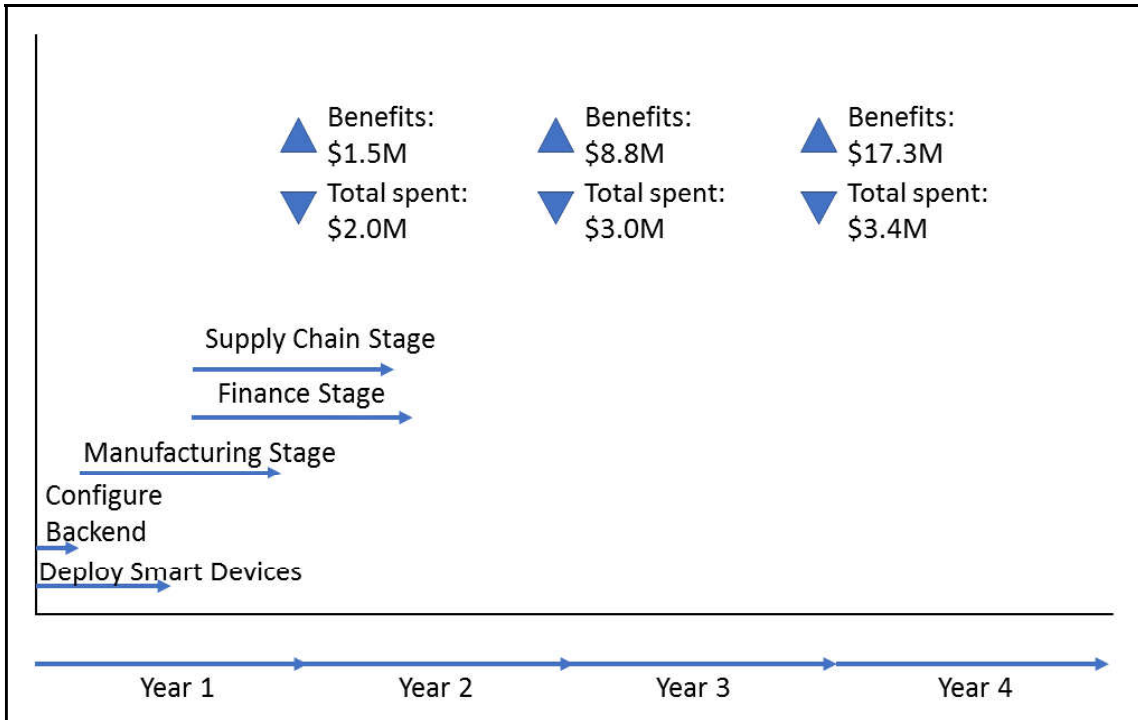 Benefits:
$1.5M
Total spent:
$2.0M
Benefits:
$8.8M
Total spent:
$3.0M
Benefits:
$17.3M
Total spent:
$3.4M
Supply Chain Stage
Finance Stage
Manufacturing Stage
Configure
Backend
Deploy Smart Devices
Year 1
Year 2
Year 3
Year 4